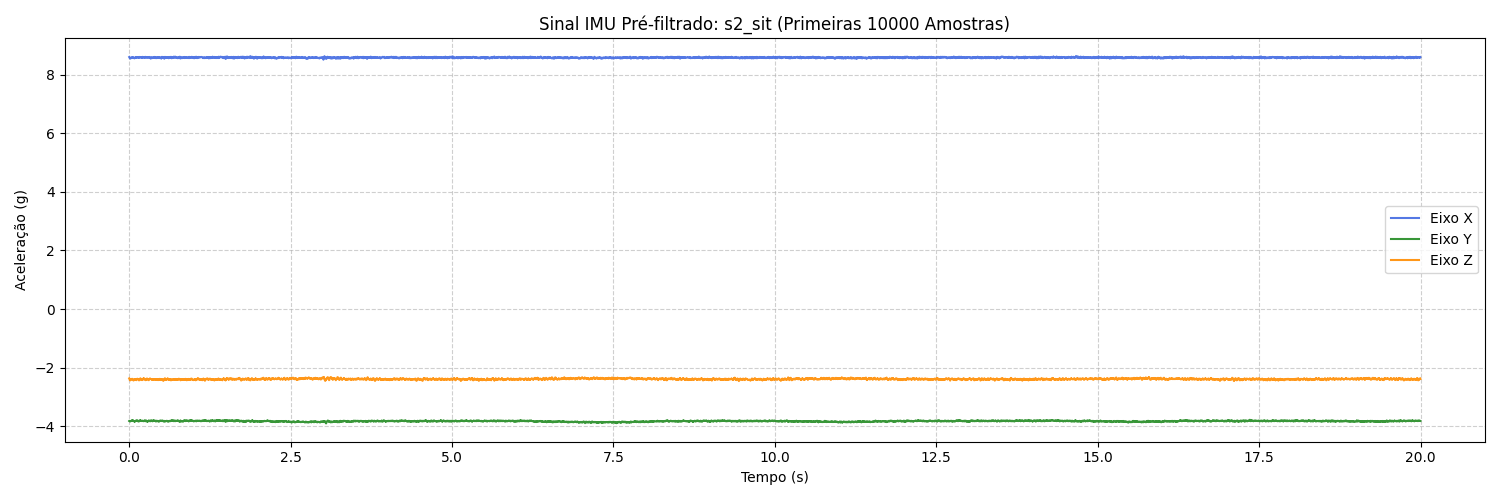 Sinal IMU Pré-filtrado: s2_sit (Primeiras 10000 Amostras)
Aceleração (g)
8
6
4
2
0
−2
−4
Eixo X
Eixo Y
Eixo Z
0.0 2.5 5.0 7.5 10.0 12.5 15.0 17.5 20.0
Tempo (s)